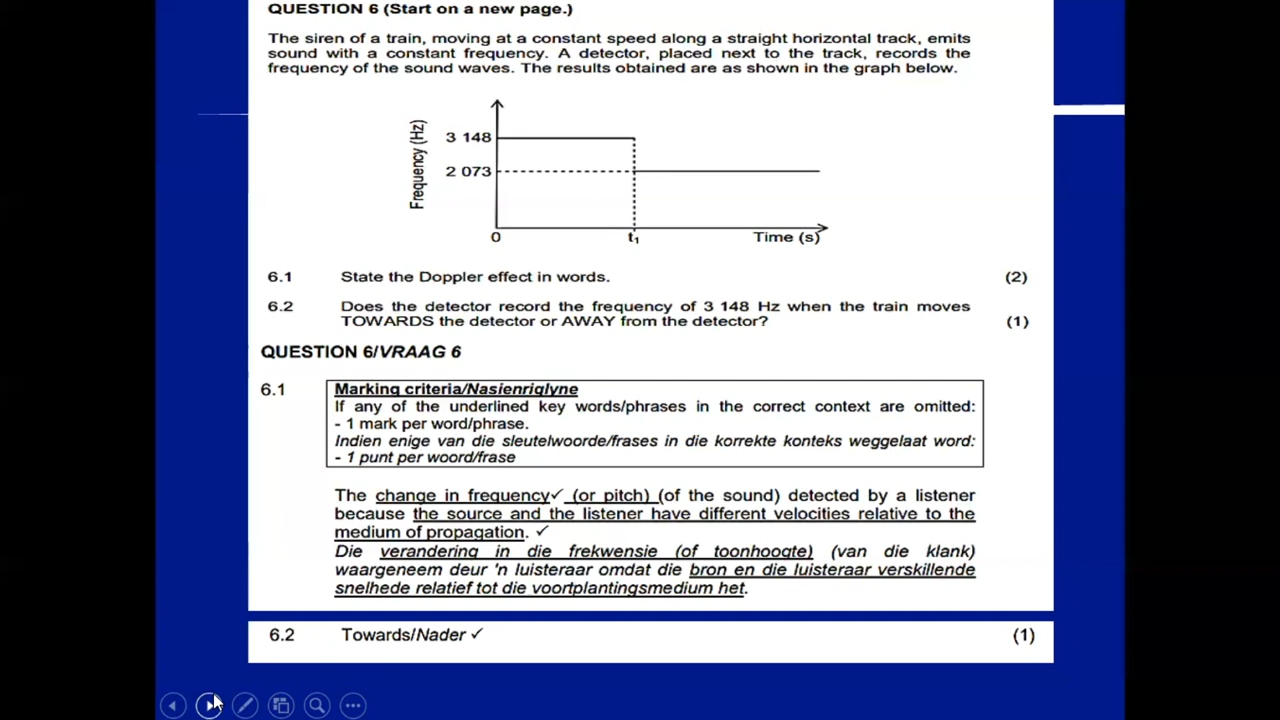 QUESTION 6 (Start on a new page.)
The siren of a train, moving at a constant speed along a straight horizontal track, emits
sound with a constant frequency. A detector, placed next to the track, records the
frequency of the sound waves. The results obtained are as shown in the graph below.
Frequency (Hz)
3 148
2 073
0
t1
Time (s)
6.1 State the Doppler effect in words. (2)
6.2 Does the detector record the frequency of 3 148 Hz when the train moves
TOWARDS the detector or AWAY from the detector? (1)
QUESTION 6/VRAAG 6
6.1 Marking criteria/Nasienriglyne
If any of the underlined key words/phrases in the correct context are omitted:
- 1 mark per word/phrase.
Indien enige van die sleutelwoorde/frases in die korrekte konteks weggelaat word:
- 1 punt per woord/frase
The change in frequency✓ (or pitch) (of the sound) detected by a listener
because the source and the listener have different velocities relative to the
medium of propagation. ✓
Die verandering in die frekwensie (of toonhoogte) (van die klank)
waargeneem deur 'n luisteraar omdat die bron en die luisteraar verskillende
snelhede relatief tot die voortplantingsmedium het.
6.2 Towards/Nader ✓ (1)